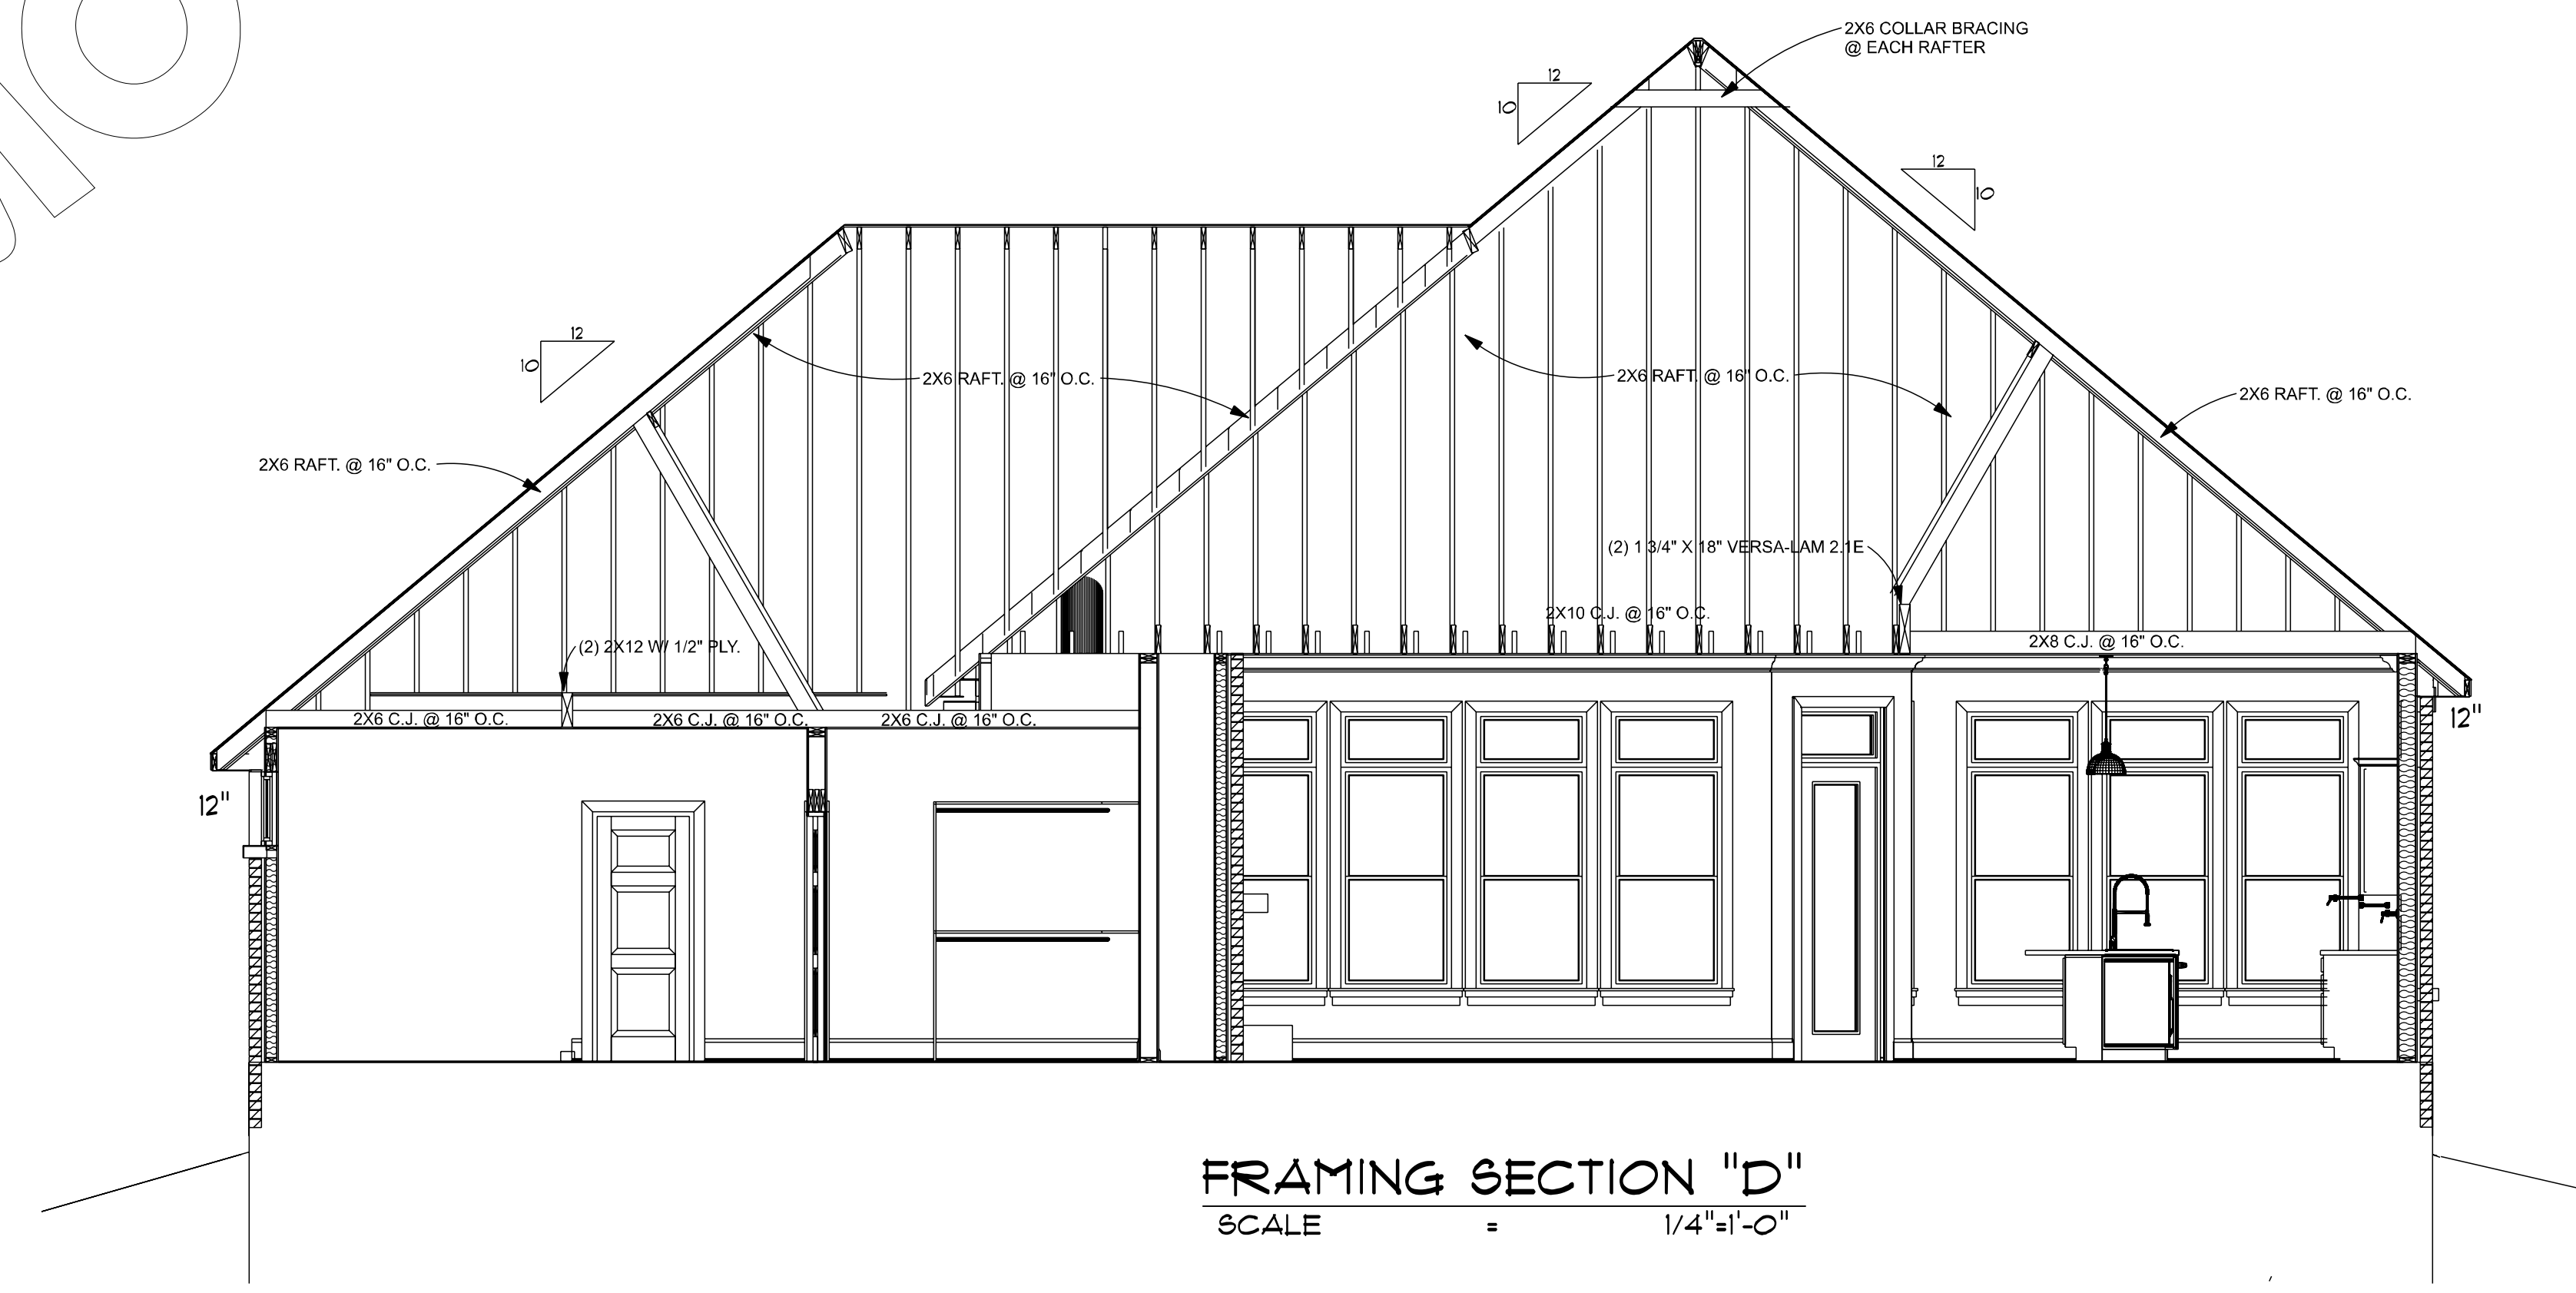 2X6 COLLAR BRACING
@ EACH RAFTER
12
10
12
10
12
10
2X6 RAFT. @ 16" O.C.
2X6 RAFT. @ 16" O.C.
2X6 RAFT. @ 16" O.C.
2X6 RAFT. @ 16" O.C.
(2) 1 3/4" X 18" VERSA-LAM 2.1E
2X10 C.J. @ 16" O.C.
(2) 2X12 W/ 1/2" PLY.
2X8 C.J. @ 16" O.C.
2X6 C.J. @ 16" O.C.
2X6 C.J. @ 16" O.C.
2X6 C.J. @ 16" O.C.
12"
12"
FRAMING SECTION "D"
SCALE = 1/4"=1'-0"